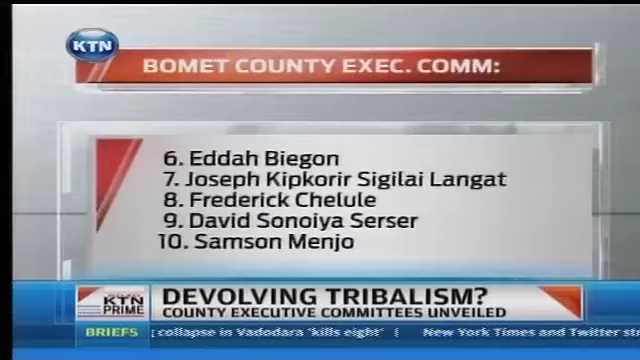 KTN
BOMET COUNTY EXEC. COMM:
6. Eddah Biegon
7. Joseph Kipkorir Sigilai Langat
8. Frederick Chelule
9. David Sonoiya Serser
10. Samson Menjo
KTN
PRIME
DEVOLVING TRIBALISM?
COUNTY EXECUTIVE COMMITTEES UNVEILED
BRIEFS
; collapse in Vadodara 'kills eight' | New York Times and Twitter str